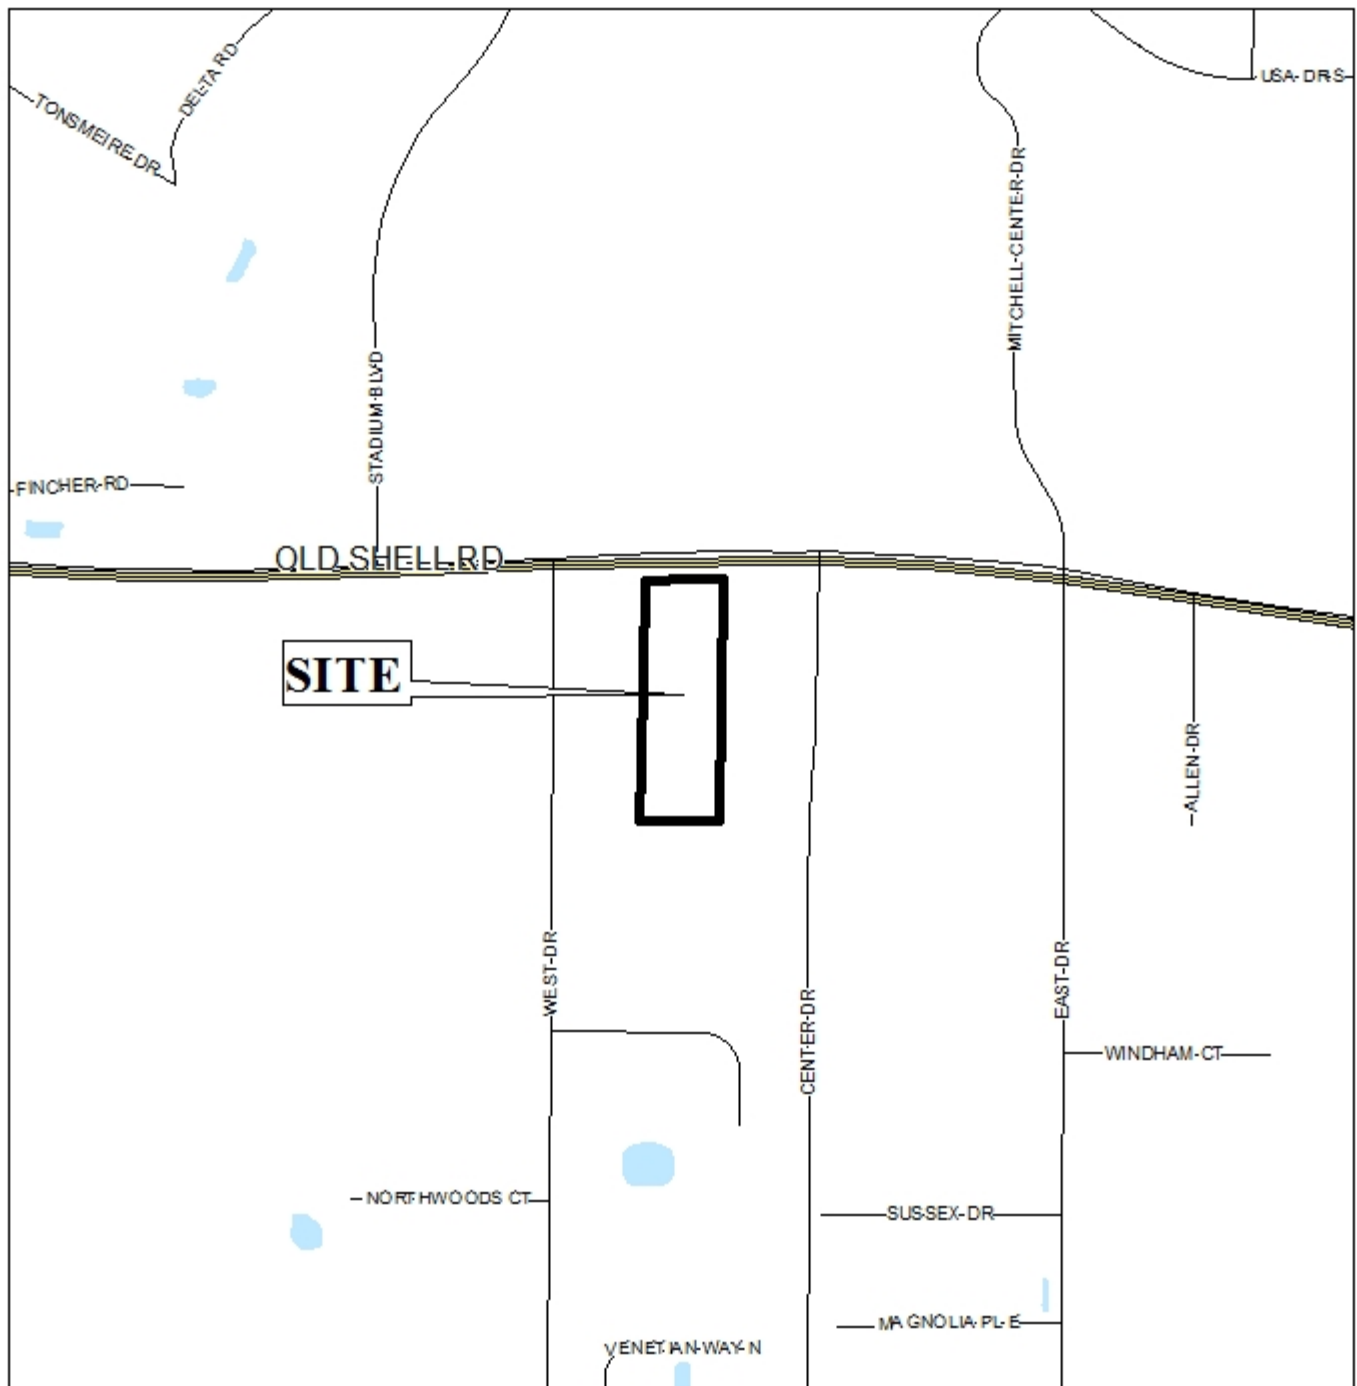 DELTA RD
USA DR S
TONSMEIRE DR
MITCHELL CENTER DR
STADIUM BLVD
FINCHER RD
OLD SHELL RD
SITE
ALLEN DR
WEST DR
EAST DR
CENTER DR
WINDHAM CT
NORTHWOODS CT
SUSSEX DR
MAGNOLIA PL E
VENETIAN WAY N